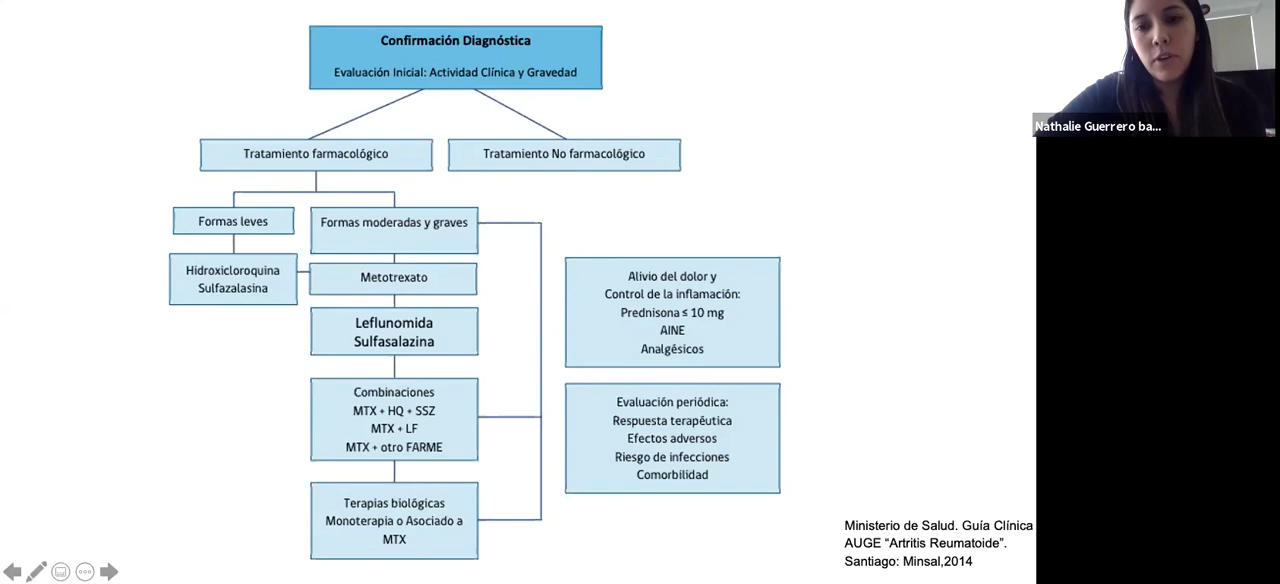 Confirmación Diagnóstica
Evaluación Inicial: Actividad Clínica y Gravedad
Tratamiento farmacológico
Tratamiento No farmacológico
Formas leves
Formas moderadas y graves
Hidroxicloroquina
Sulfazalasina
Metotrexato
Leflunomida
Sulfasalazina
Combinaciones
MTX + HQ + SSZ
MTX + LF
MTX + otro FARME
Terapias biológicas
Monoterapia o Asociado a
MTX
Alivio del dolor y
Control de la inflamación:
Prednisona ≤ 10 mg
AINE
Analgésicos
Evaluación periódica:
Respuesta terapéutica
Efectos adversos
Riesgo de infecciones
Comorbilidad
Ministerio de Salud. Guía Clínica
AUGE “Artritis Reumatoide”.
Santiago: Minsal,2014
Nathalie Guerrero ba...